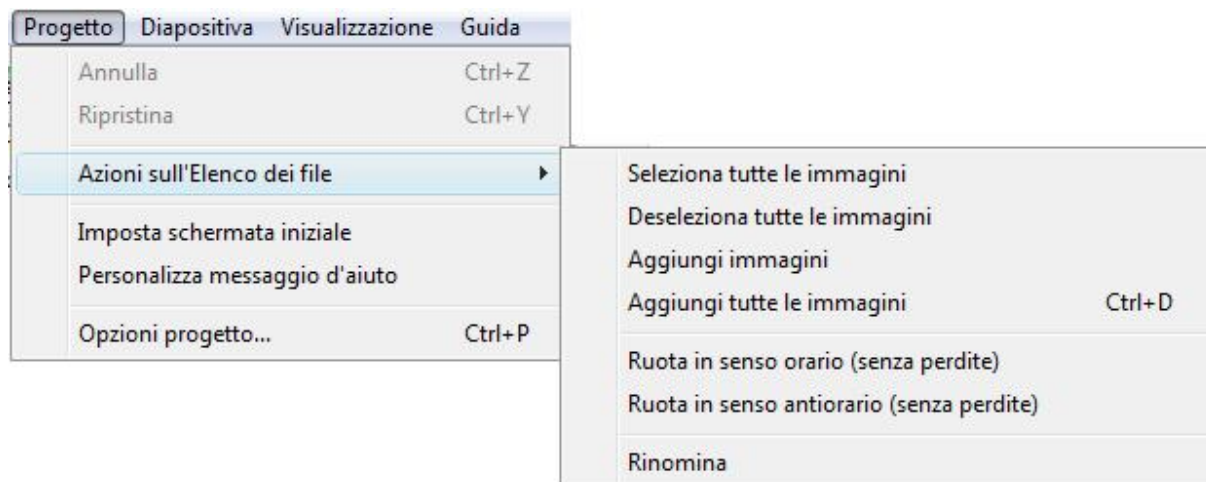 Progetto Diapositiva Visualizzazione Guida
Annulla Ctrl+Z
Ripristina Ctrl+Y
Azioni sull'Elenco dei file
Imposta schermata iniziale
Personalizza messaggio d'aiuto
Opzioni progetto... Ctrl+P
Seleziona tutte le immagini
Deseleziona tutte le immagini
Aggiungi immagini
Aggiungi tutte le immagini Ctrl+D
Ruota in senso orario (senza perdite)
Ruota in senso antiorario (senza perdite)
Rinomina